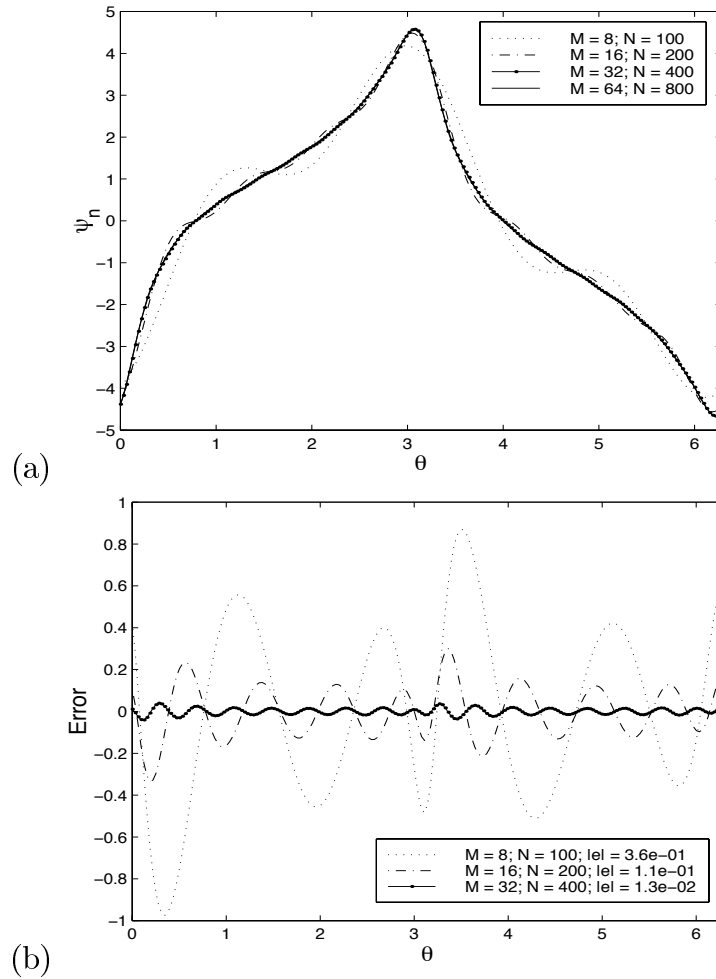 5
4
3
2
1
0
−1
−2
−3
−4
−5
ψn
M = 8; N = 100
M = 16; N = 200
M = 32; N = 400
M = 64; N = 800
0 1 2 3 4 5 6
θ
(a)
1
0.8
0.6
0.4
0.2
0
−0.2
−0.4
−0.6
−0.8
−1
Error
M = 8; N = 100; lel = 3.6e−01
M = 16; N = 200; lel = 1.1e−01
M = 32; N = 400; lel = 1.3e−02
0 1 2 3 4 5 6
θ
(b)